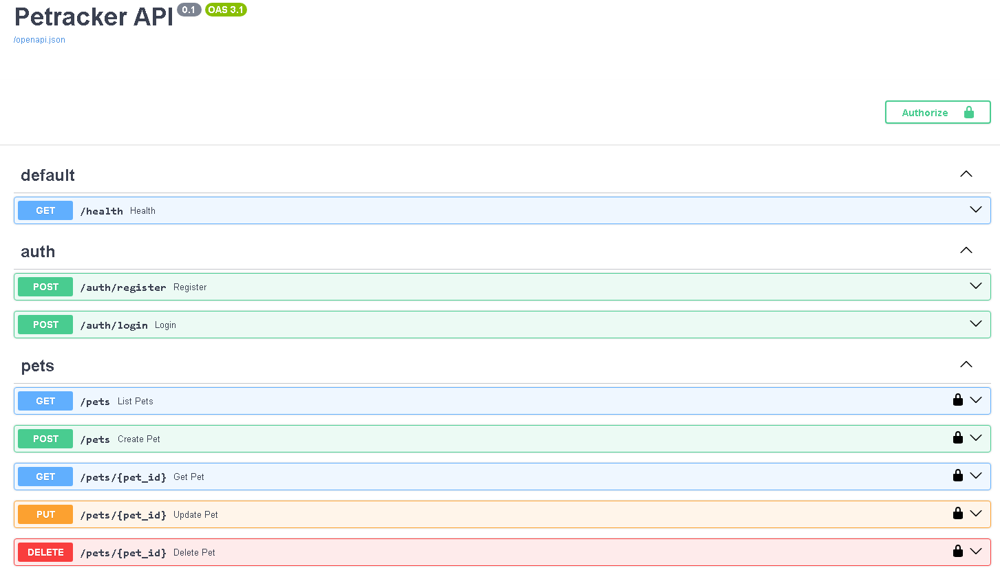 Petracker API 0.1 OAS 3.1
/openapi.json
Authorize
default
GET /health Health
auth
POST /auth/register Register
POST /auth/login Login
pets
GET /pets List Pets
POST /pets Create Pet
GET /pets/{pet_id} Get Pet
PUT /pets/{pet_id} Update Pet
DELETE /pets/{pet_id} Delete Pet